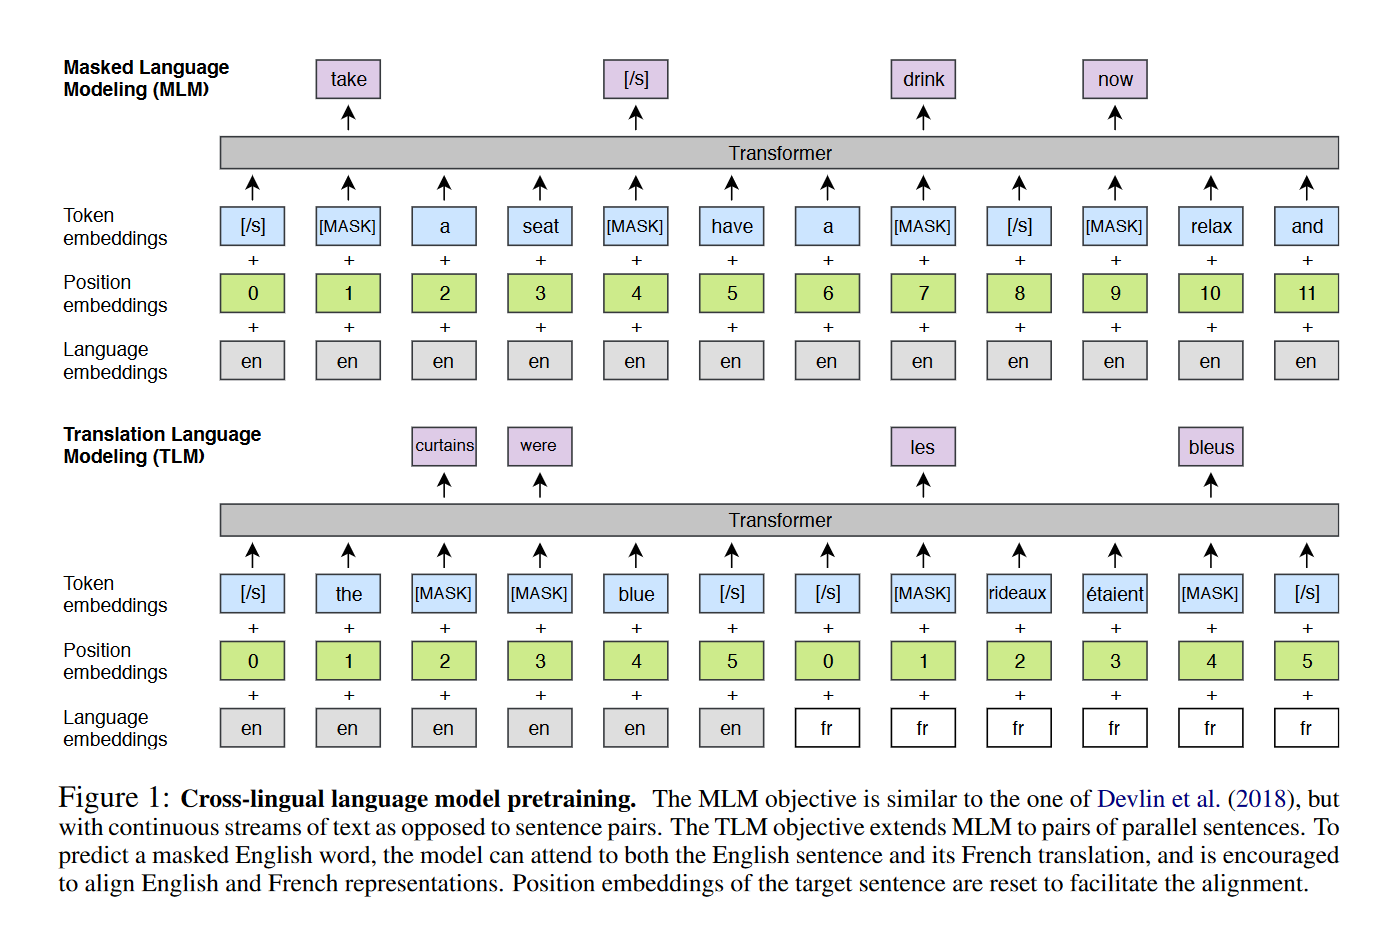 Masked Language
Modeling (MLM)
take [/s] drink now
Transformer
Token
embeddings
[/s] [MASK] a seat [MASK] have a [MASK] [/s] [MASK] relax and
+ + + + + + + + + + + +
Position
embeddings
0 1 2 3 4 5 6 7 8 9 10 11
+ + + + + + + + + + + +
Language
embeddings
en en en en en en en en en en en en
Translation Language
Modeling (TLM)
curtains were les bleus
Transformer
Token
embeddings
[/s] the [MASK] [MASK] blue [/s] [/s] [MASK] rideaux étaient [MASK] [/s]
+ + + + + + + + + + + +
Position
embeddings
0 1 2 3 4 5 0 1 2 3 4 5
+ + + + + + + + + + + +
Language
embeddings
en en en en en en fr fr fr fr fr fr
Figure 1: Cross-lingual language model pretraining. The MLM objective is similar to the one of Devlin et al. (2018), but
with continuous streams of text as opposed to sentence pairs. The TLM objective extends MLM to pairs of parallel sentences. To
predict a masked English word, the model can attend to both the English sentence and its French translation, and is encouraged
to align English and French representations. Position embeddings of the target sentence are reset to facilitate the alignment.